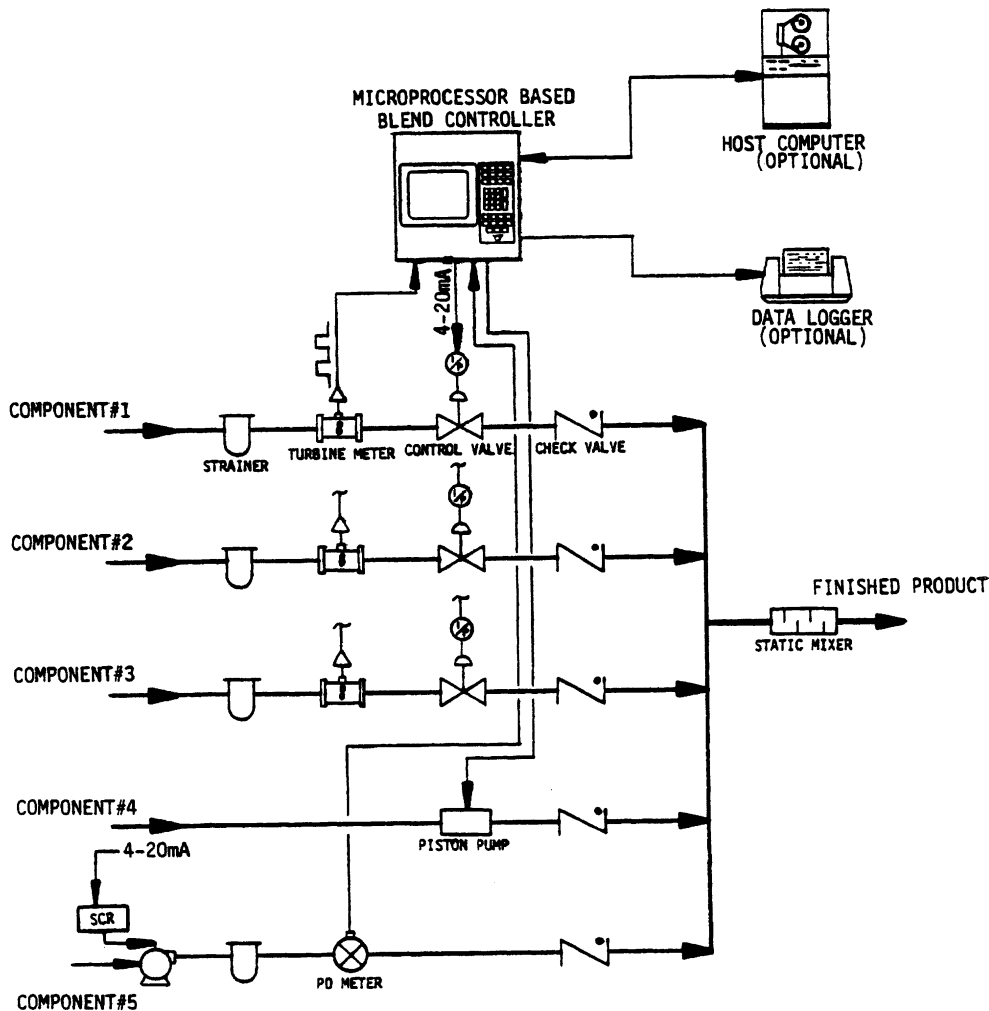 MICROPROCESSOR BASED
BLEND CONTROLLER
HOST COMPUTER
(OPTIONAL)
DATA LOGGER
(OPTIONAL)
4-20mA
I/P
COMPONENT#1
STRAINER
TURBINE METER
CONTROL VALVE
CHECK VALVE
I/P
COMPONENT#2
FINISHED PRODUCT
I/P
STATIC MIXER
COMPONENT#3
COMPONENT#4
PISTON PUMP
4-20mA
SCR
PD METER
COMPONENT#5